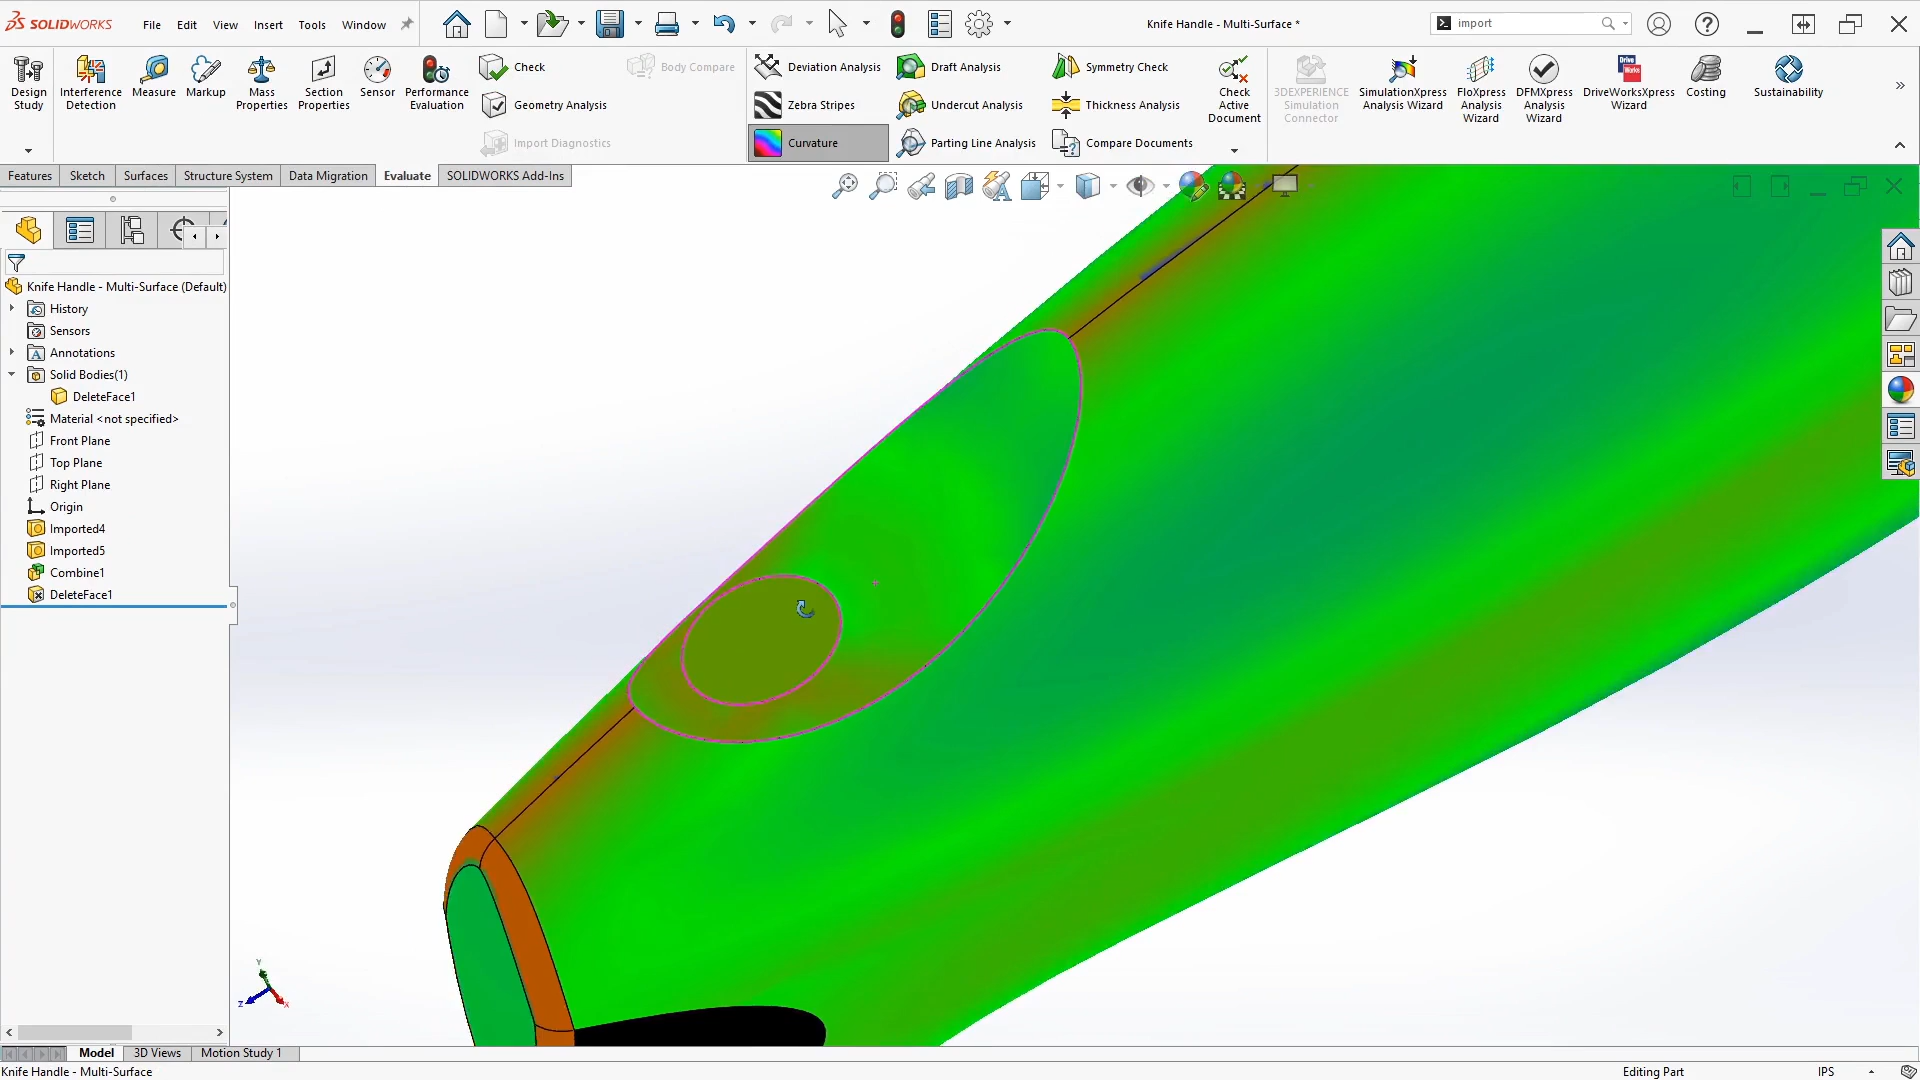 SOLIDWORKS
File
Edit
View
Insert
Tools
Window
Knife Handle - Multi-Surface *
import
Design Study
Interference Detection
Measure
Markup
Mass Properties
Section Properties
Sensor
Performance Evaluation
Check
Geometry Analysis
Import Diagnostics
Body Compare
Deviation Analysis
Zebra Stripes
Curvature
Draft Analysis
Undercut Analysis
Parting Line Analysis
Symmetry Check
Thickness Analysis
Compare Documents
Check Active Document
3DEXPERIENCE Simulation Connector
SimulationXpress Analysis Wizard
FloXpress Analysis Wizard
DFMXpress Analysis Wizard
Drive Works
DriveWorksXpress Wizard
Costing
Sustainability
Features
Sketch
Surfaces
Structure System
Data Migration
Evaluate
SOLIDWORKS Add-Ins
Knife Handle - Multi-Surface (Default)
History
Sensors
Annotations
Solid Bodies(1)
DeleteFace1
Material <not specified>
Front Plane
Top Plane
Right Plane
Origin
Imported4
Imported5
Combine1
DeleteFace1
Y
Z
X
Model
3D Views
Motion Study 1
Knife Handle - Multi-Surface
Editing Part
IPS